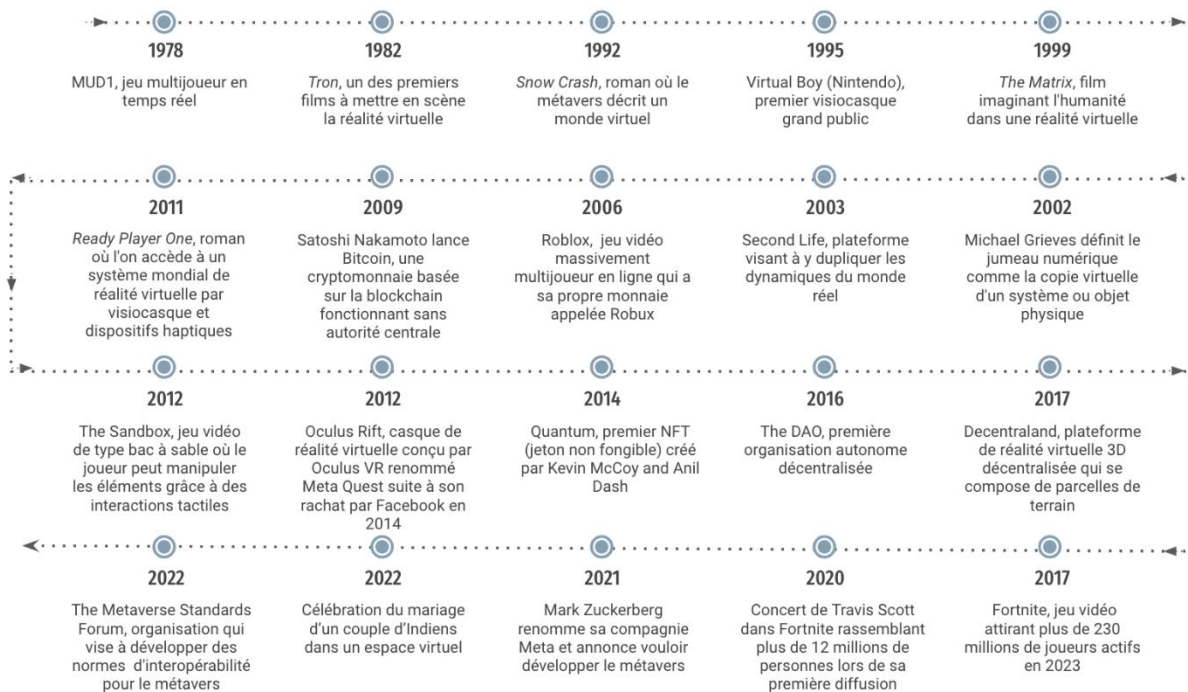 1978
MUD1, jeu multijoueur en
temps réel
1982
Tron, un des premiers
films à mettre en scène
la réalité virtuelle
1992
Snow Crash, roman où le
métavers décrit un
monde virtuel
1995
Virtual Boy (Nintendo),
premier visiocasque
grand public
1999
The Matrix, film
imaginant l'humanité
dans une réalité virtuelle
2002
Michael Grieves définit le
jumeau numérique
comme la copie virtuelle
d'un système ou objet
physique
2003
Second Life, plateforme
visant à y dupliquer les
dynamiques du monde
réel
2006
Roblox, jeu vidéo
massivement
multijoueur en ligne qui a
sa propre monnaie
appelée Robux
2009
Satoshi Nakamoto lance
Bitcoin, une
cryptomonnaie basée
sur la blockchain
fonctionnant sans
autorité centrale
2011
Ready Player One, roman
où l'on accède à un
système mondial de
réalité virtuelle par
visiocasque et
dispositifs haptiques
2012
The Sandbox, jeu vidéo
de type bac à sable où le
joueur peut manipuler
les éléments grâce à des
interactions tactiles
2012
Oculus Rift, casque de
réalité virtuelle conçu par
Oculus VR renommé
Meta Quest suite à son
rachat par Facebook en
2014
2014
Quantum, premier NFT
(jeton non fongible) créé
par Kevin McCoy and Anil
Dash
2016
The DAO, première
organisation autonome
décentralisée
2017
Decentraland, plateforme
de réalité virtuelle 3D
décentralisée qui se
compose de parcelles de
terrain
2017
Fortnite, jeu vidéo
attirant plus de 230
millions de joueurs actifs
en 2023
2020
Concert de Travis Scott
dans Fortnite rassemblant
plus de 12 millions de
personnes lors de sa
première diffusion
2021
Mark Zuckerberg
renomme sa compagnie
Meta et annonce vouloir
développer le métavers
2022
Célébration du mariage
d'un couple d'Indiens
dans un espace virtuel
2022
The Metaverse Standards
Forum, organisation qui
vise à développer des
normes d'interopérabilité
pour le métavers